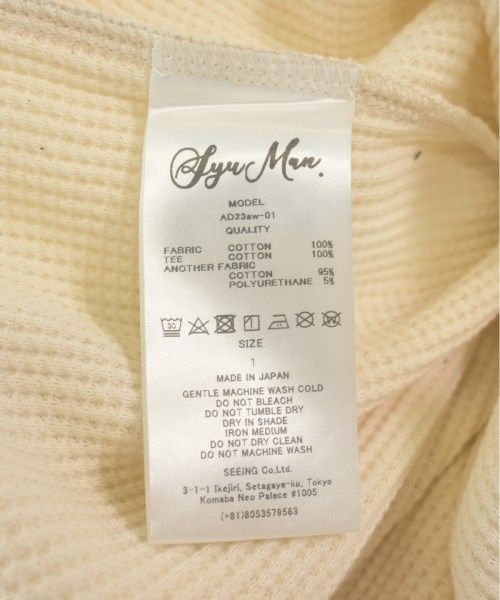 Syu Man.
MODEL
AD23aw-01
QUALITY
FABRIC COTTON 100%
TEE COTTON 100%
ANOTHER FABRIC
COTTON 95%
POLYURETHANE 5%
30
SIZE
1
MADE IN JAPAN
GENTLE MACHINE WASH COLD
DO NOT BLEACH
DO NOT TUMBLE DRY
DRY IN SHADE
IRON MEDIUM
DO NOT DRY CLEAN
DO NOT MACHINE WASH
SEEING Co,Ltd.
3-1-1 Ikejiri, Setagaya-ku, Tokyo
Komaba Neo Palace #1005
(+81)8053579583